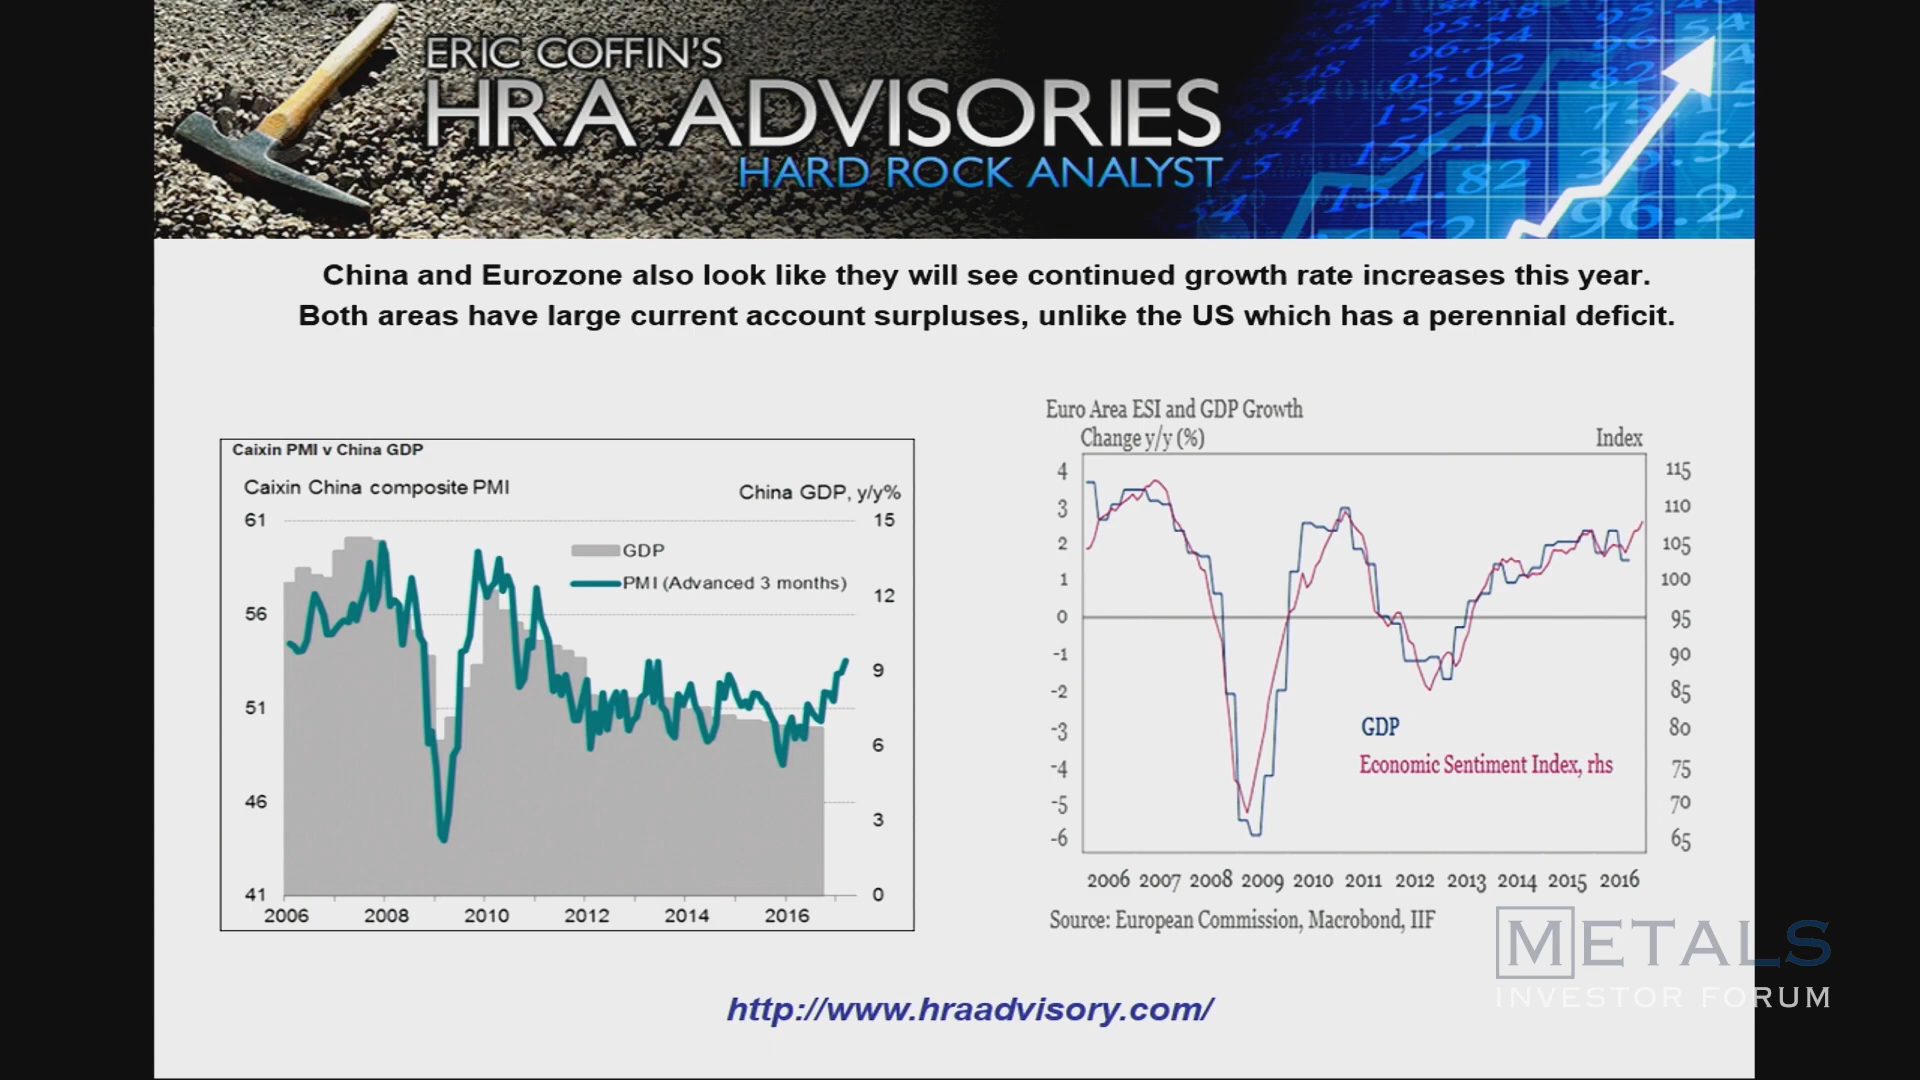 ERIC COFFIN'S
HRA ADVISORIES
HARD ROCK ANALYST
China and Eurozone also look like they will see continued growth rate increases this year.
Both areas have large current account surpluses, unlike the US which has a perennial deficit.
Caixin PMI v China GDP
Caixin China composite PMI
China GDP, y/y%
61
56
51
46
41
15
12
9
6
3
0
GDP
PMI (Advanced 3 months)
2006 2008 2010 2012 2014 2016
Euro Area ESI and GDP Growth
Change y/y (%)
Index
4
3
2
1
0
-1
-2
-3
-4
-5
-6
115
110
105
100
95
90
85
80
75
70
65
GDP
Economic Sentiment Index, rhs
2006 2007 2008 2009 2010 2011 2012 2013 2014 2015 2016
Source: European Commission, Macrobond, IIF
METALS
INVESTOR FORUM
http://www.hraadvisory.com/